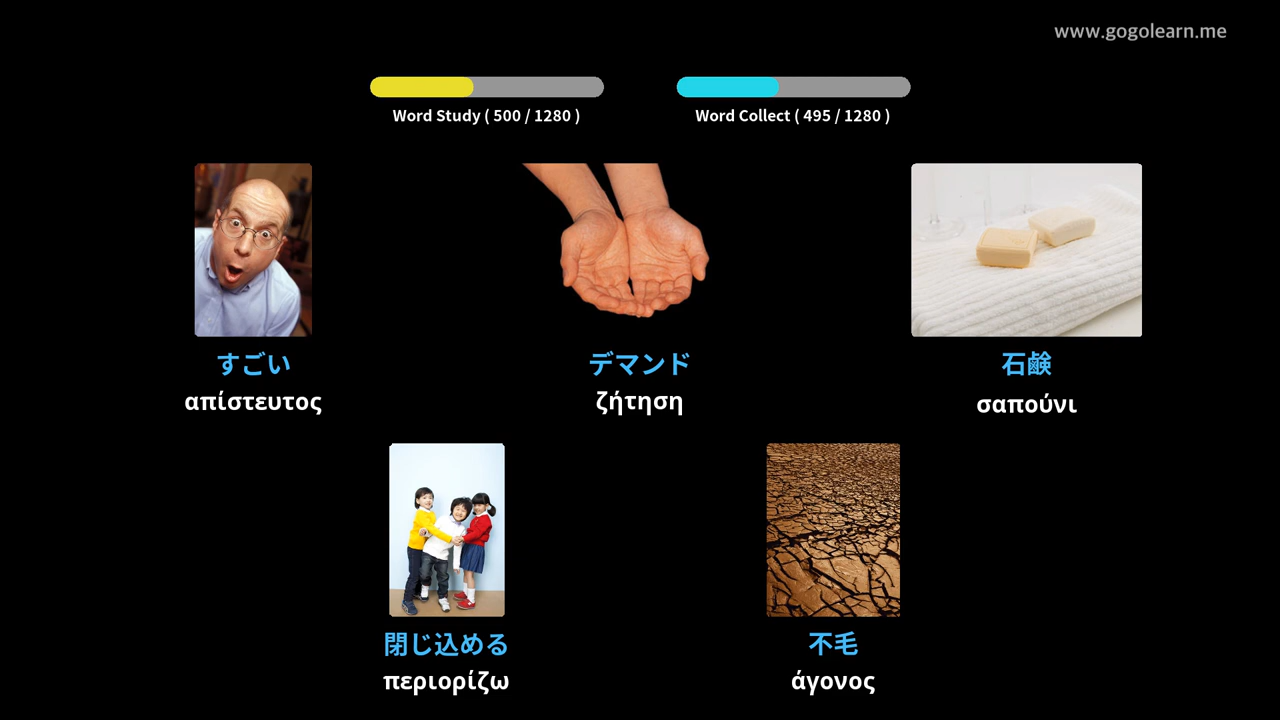 www.gogolearn.me
Word Study ( 500 / 1280 )
Word Collect ( 495 / 1280 )
すごい
απίστευτος
デマンド
ζήτηση
石鹸
σαπούνι
閉じ込める
περιορίζω
不毛
άγονος